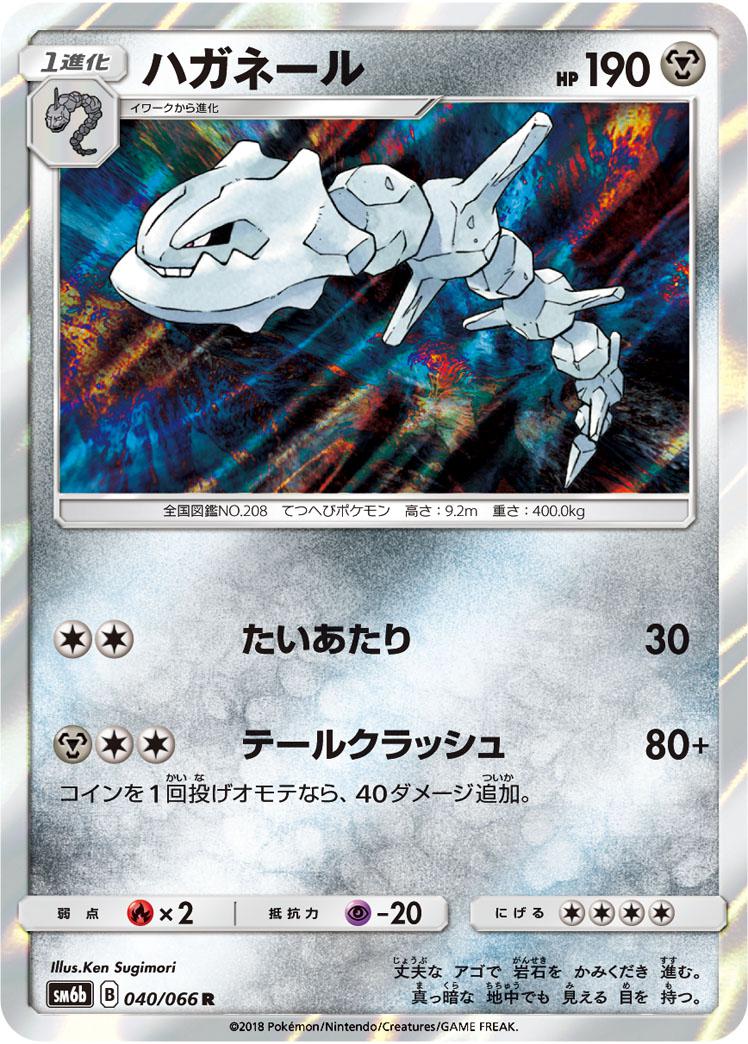 1進化
ハガネール
HP 190
イワークから進化
全国図鑑NO.208 てつへびポケモン 高さ:9.2m 重さ:400.0kg
たいあたり 30
テールクラッシュ 80+
コインを1回投げオモテなら、40ダメージ追加。
弱点 ×2 抵抗力 -20 にげる
Illus.Ken Sugimori
丈夫な アゴで 岩石を かみくだき 進む。
真っ暗な 地中でも 見える 目を 持つ。
SM6b B 040/066 R
©2018 Pokémon/Nintendo/Creatures/GAME FREAK.